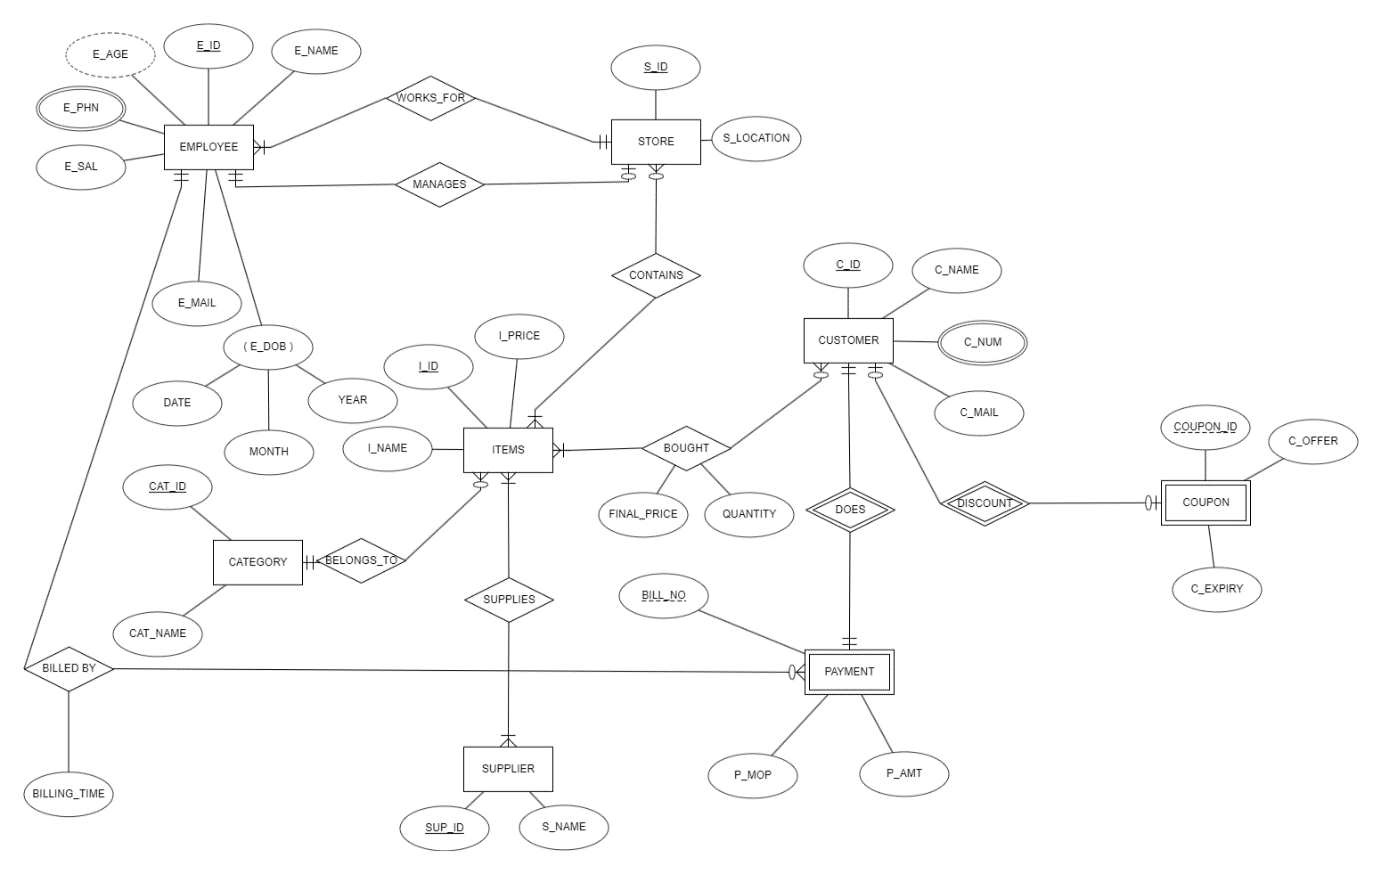 E_AGE
E_ID
E_NAME
S_ID
E_PHN
WORKS_FOR
EMPLOYEE
STORE
S_LOCATION
E_SAL
MANAGES
CONTAINS
C_ID
C_NAME
E_MAIL
I_PRICE
CUSTOMER
C_NUM
( E_DOB )
I_ID
DATE
YEAR
C_MAIL
MONTH
I_NAME
ITEMS
BOUGHT
COUPON_ID
C_OFFER
CAT_ID
FINAL_PRICE
QUANTITY
DOES
DISCOUNT
COUPON
CATEGORY
BELONGS_TO
C_EXPIRY
SUPPLIES
BILL_NO
CAT_NAME
BILLED BY
PAYMENT
SUPPLIER
P_MOP
P_AMT
BILLING_TIME
SUP_ID
S_NAME